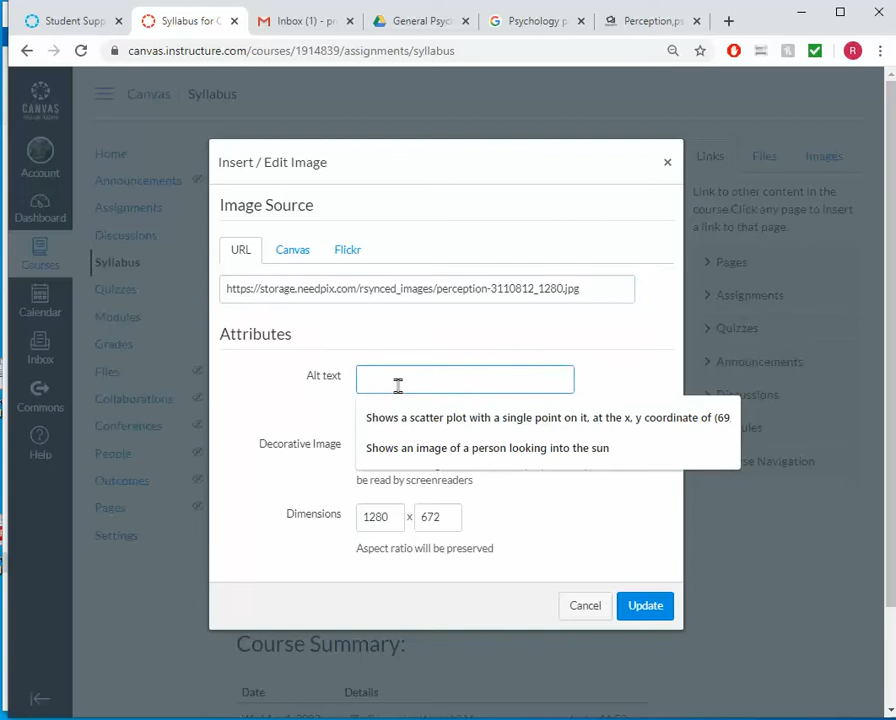 Student Supp
Syllabus for C
Inbox (1) - pr
General Psych
Psychology p
Perception,ps
canvas.instructure.com/courses/1914839/assignments/syllabus
R
CANVAS
Account
Dashboard
Courses
Calendar
Inbox
Commons
Help
Canvas
Syllabus
Home
Announcements
Assignments
Discussions
Syllabus
Quizzes
Modules
Grades
Files
Collaborations
Conferences
People
Outcomes
Pages
Settings
Insert / Edit Image
Image Source
URL Canvas Flickr
https://storage.needpix.com/rsynced_images/perception-3110812_1280.jpg
Attributes
Alt text
Shows a scatter plot with a single point on it, at the x, y coordinate of (69,
Shows an image of a person looking into the sun
Decorative Image
be read by screenreaders
Dimensions 1280 x 672
Aspect ratio will be preserved
Cancel Update
Links Files Images
Link to other content in the
course.Click any page to insert
a link to that page.
Pages
Assignments
Quizzes
Announcements
Discussions
ules
urse Navigation
Course Summary:
Date Details